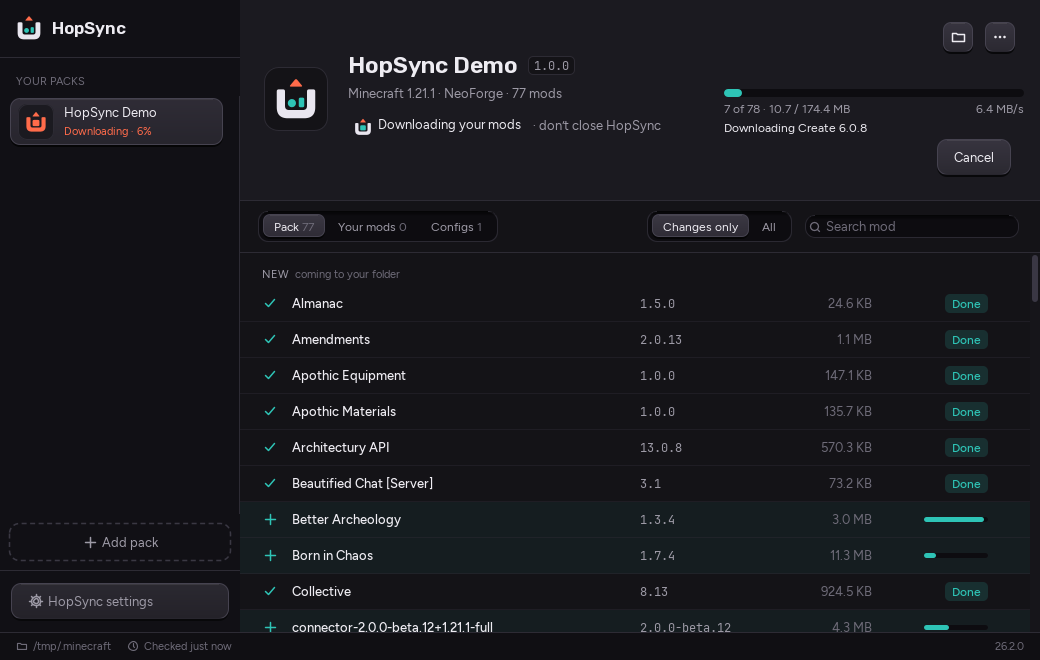 HopSync
YOUR PACKS
HopSync Demo
Downloading · 6%
Add pack
HopSync settings
HopSync Demo 1.0.0
Minecraft 1.21.1 · NeoForge · 77 mods
Downloading your mods · don't close HopSync
7 of 78 · 10.7 / 174.4 MB 6.4 MB/s
Downloading Create 6.0.8
Cancel
Pack 77 Your mods 0 Configs 1 Changes only All Search mod
NEW coming to your folder
Almanac 1.5.0 24.6 KB Done
Amendments 2.0.13 1.1 MB Done
Apothic Equipment 1.0.0 147.1 KB Done
Apothic Materials 1.0.0 135.7 KB Done
Architectury API 13.0.8 570.3 KB Done
Beautified Chat [Server] 3.1 73.2 KB Done
Better Archeology 1.3.4 3.0 MB
Born in Chaos 1.7.4 11.3 MB
Collective 8.13 924.5 KB Done
connector-2.0.0-beta.12+1.21.1-full 2.0.0-beta.12 4.3 MB
/tmp/.minecraft Checked just now 26.2.0